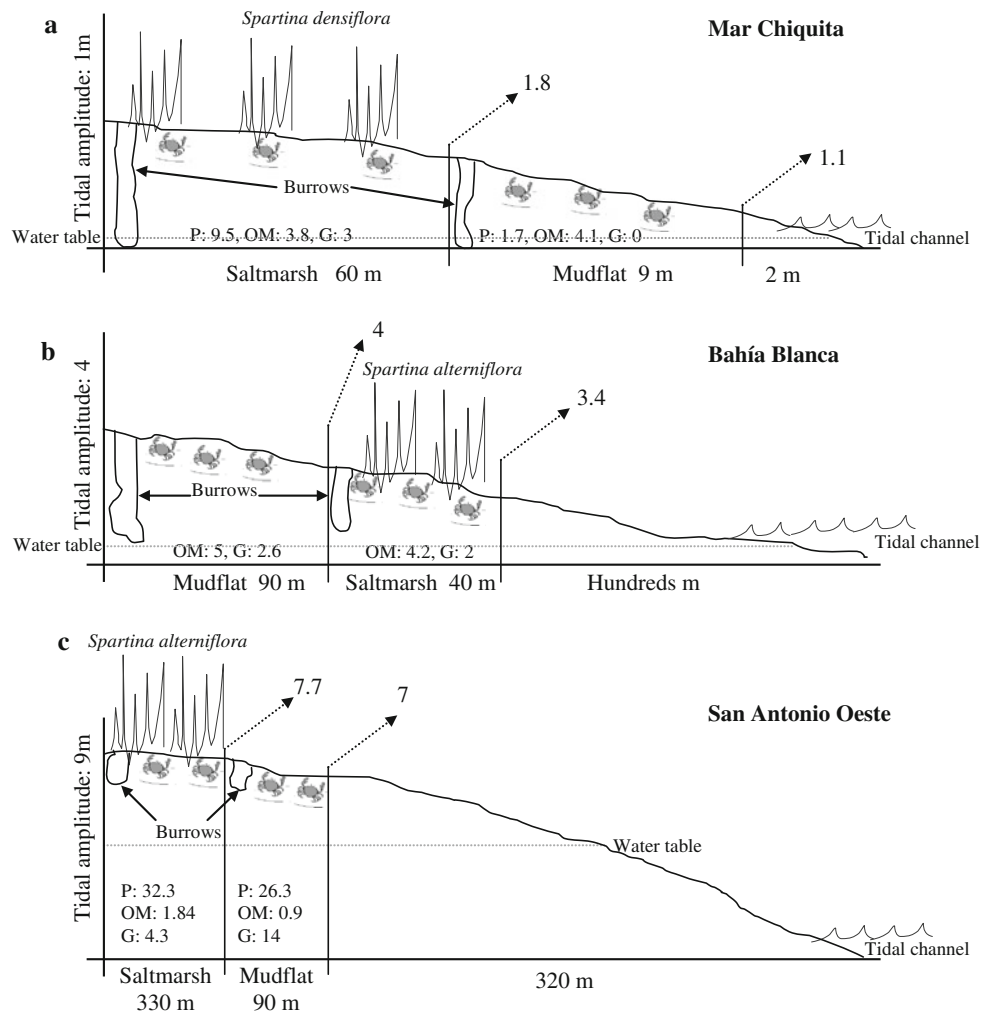 a
Spartina densiflora
Mar Chiquita
Tidal amplitude: 1m
1.8
1.1
Burrows
Water table
P: 9.5, OM: 3.8, G: 3
P: 1.7, OM: 4.1, G: 0
Tidal channel
Saltmarsh 60 m
Mudflat 9 m
2 m
b
4
Bahía Blanca
Spartina alterniflora
Tidal amplitude: 4
3.4
Burrows
Water table
OM: 5, G: 2.6
OM: 4.2, G: 2
Tidal channel
Mudflat 90 m
Saltmarsh 40 m
Hundreds m
c
Spartina alterniflora
7.7
7
San Antonio Oeste
Tidal amplitude: 9m
Burrows
Water table
P: 32.3
OM: 1.84
G: 4.3
P: 26.3
OM: 0.9
G: 14
Tidal channel
Saltmarsh
330 m
Mudflat
90 m
320 m